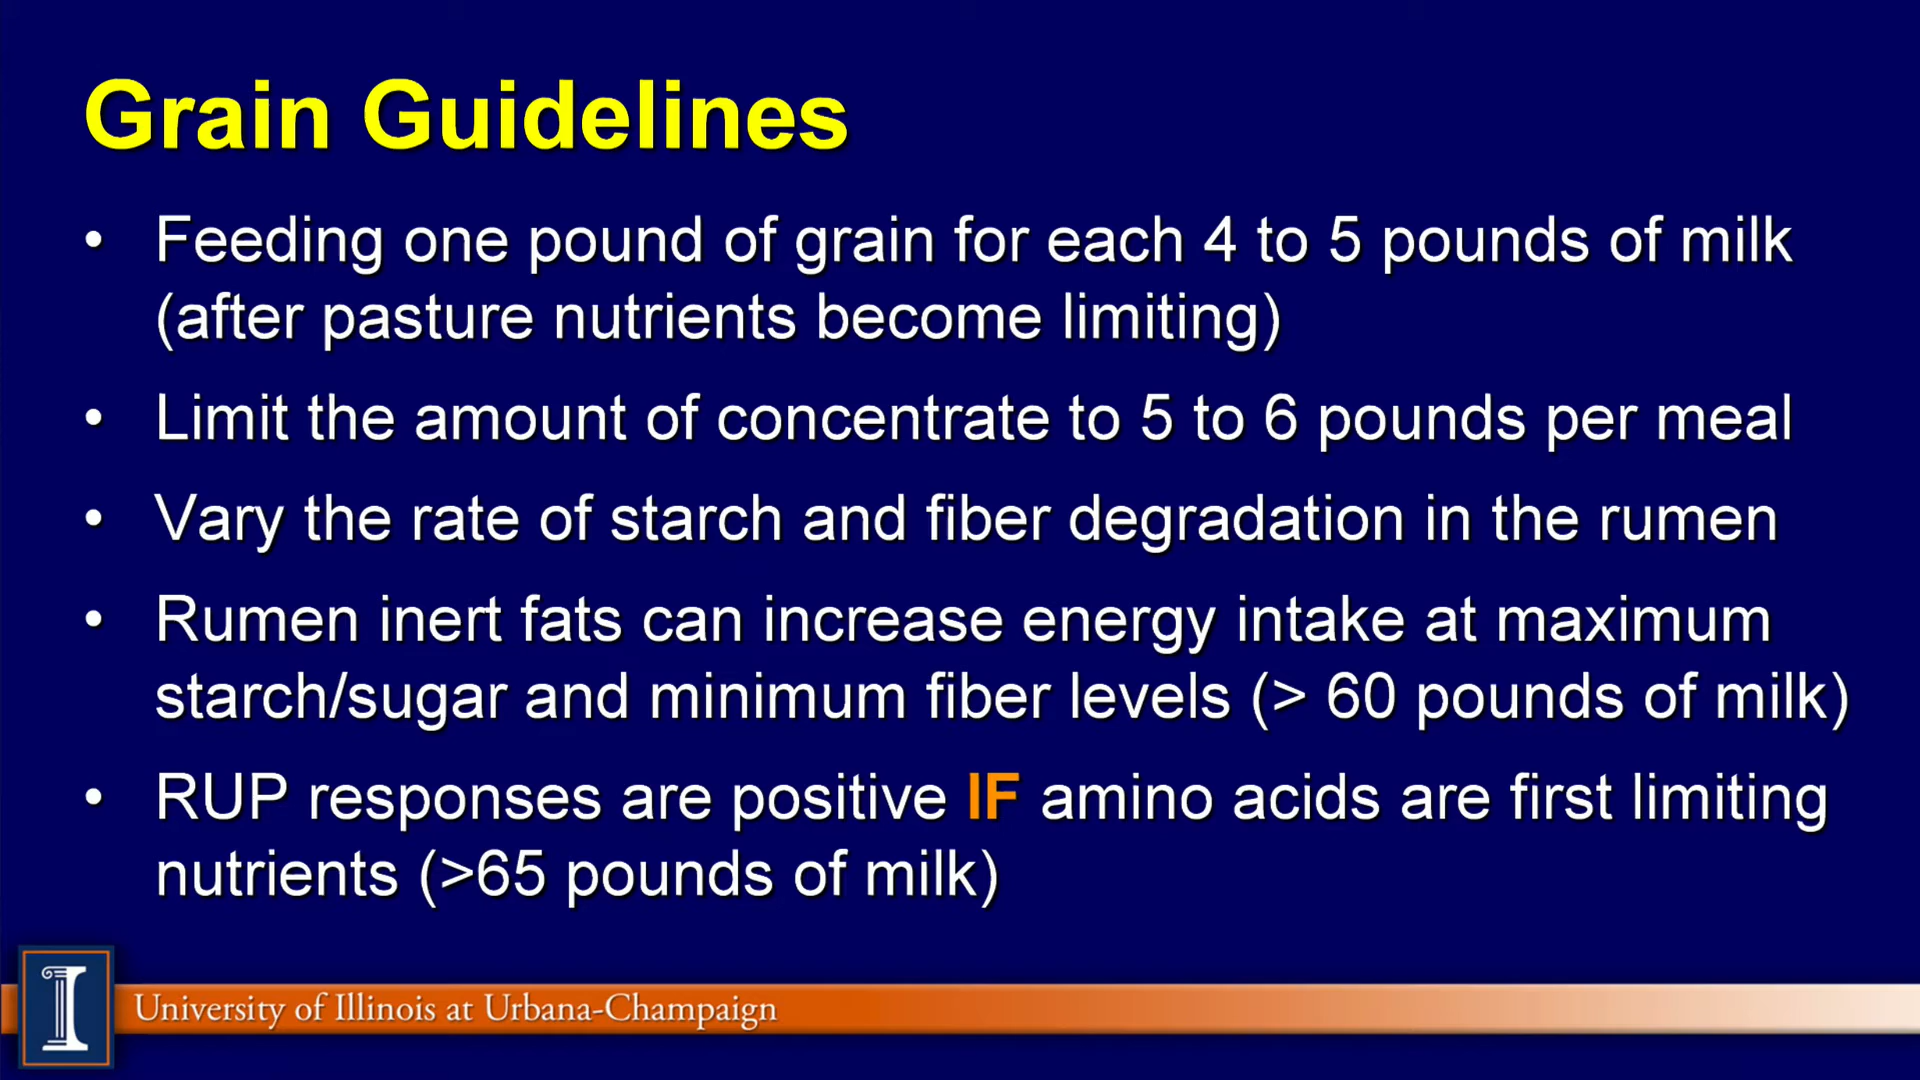 Grain Guidelines
• Feeding one pound of grain for each 4 to 5 pounds of milk
(after pasture nutrients become limiting)
• Limit the amount of concentrate to 5 to 6 pounds per meal
• Vary the rate of starch and fiber degradation in the rumen
• Rumen inert fats can increase energy intake at maximum
starch/sugar and minimum fiber levels (> 60 pounds of milk)
• RUP responses are positive IF amino acids are first limiting
nutrients (>65 pounds of milk)
I University of Illinois at Urbana-Champaign